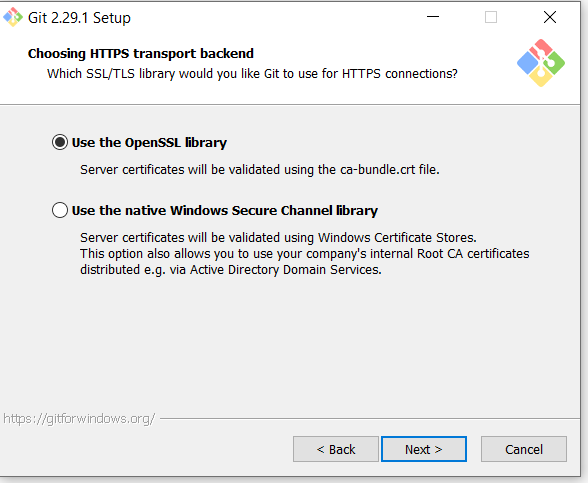 Git 2.29.1 Setup
Choosing HTTPS transport backend
Which SSL/TLS library would you like Git to use for HTTPS connections?
Use the OpenSSL library
Server certificates will be validated using the ca-bundle.crt file.
Use the native Windows Secure Channel library
Server certificates will be validated using Windows Certificate Stores.
This option also allows you to use your company's internal Root CA certificates
distributed e.g. via Active Directory Domain Services.
https://gitforwindows.org/
< Back
Next >
Cancel